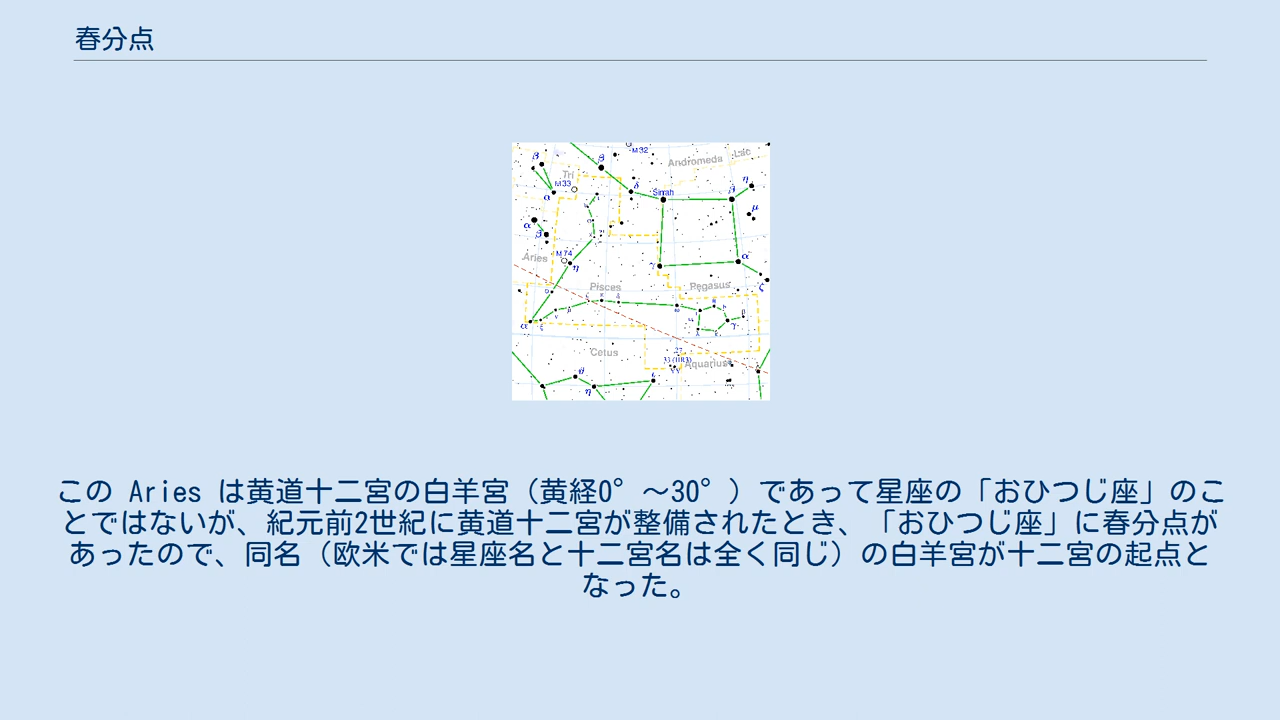 春分点
β
β
M32
Andromeda
Lac
Tri
M33
α
δ
Sirrah
β
η
μ
α
β
Aries
M74
η
γ
α
ζ
Pisces
Pegasus
ω
γ
α
Cetus
27
Aquarius
ϑ
η
ι
この Aries は黄道十二宮の白羊宮（黄経0°～30°）であって星座の「おひつじ座」のこ
とではないが、紀元前2世紀に黄道十二宮が整備されたとき、「おひつじ座」に春分点が
あったので、同名（欧米では星座名と十二宮名は全く同じ）の白羊宮が十二宮の起点と
なった。